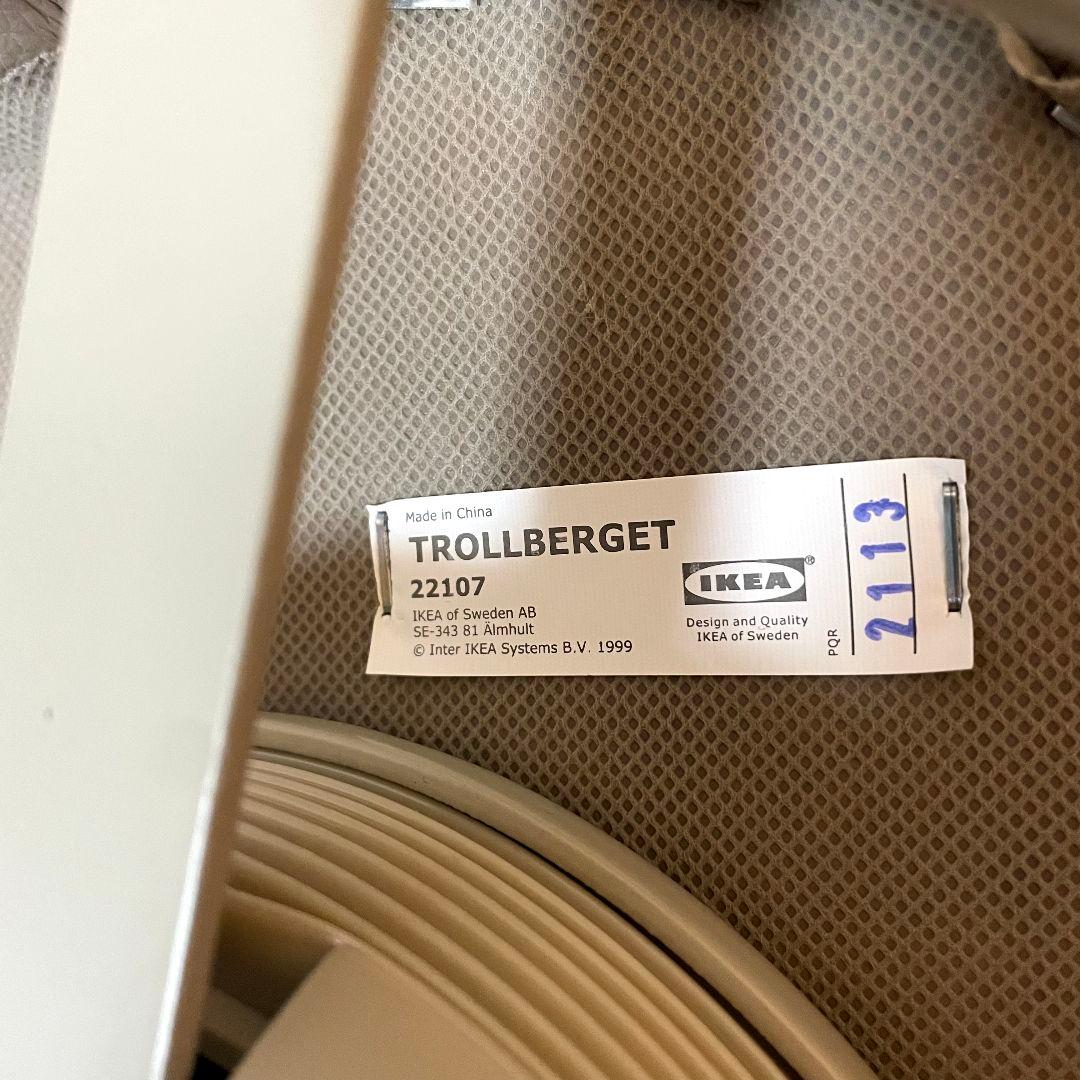 Made in China
TROLLBERGET
22107
IKEA of Sweden AB
SE-343 81 Älmhult
© Inter IKEA Systems B.V. 1999
IKEA®
Design and Quality
IKEA of Sweden
PQR
2113